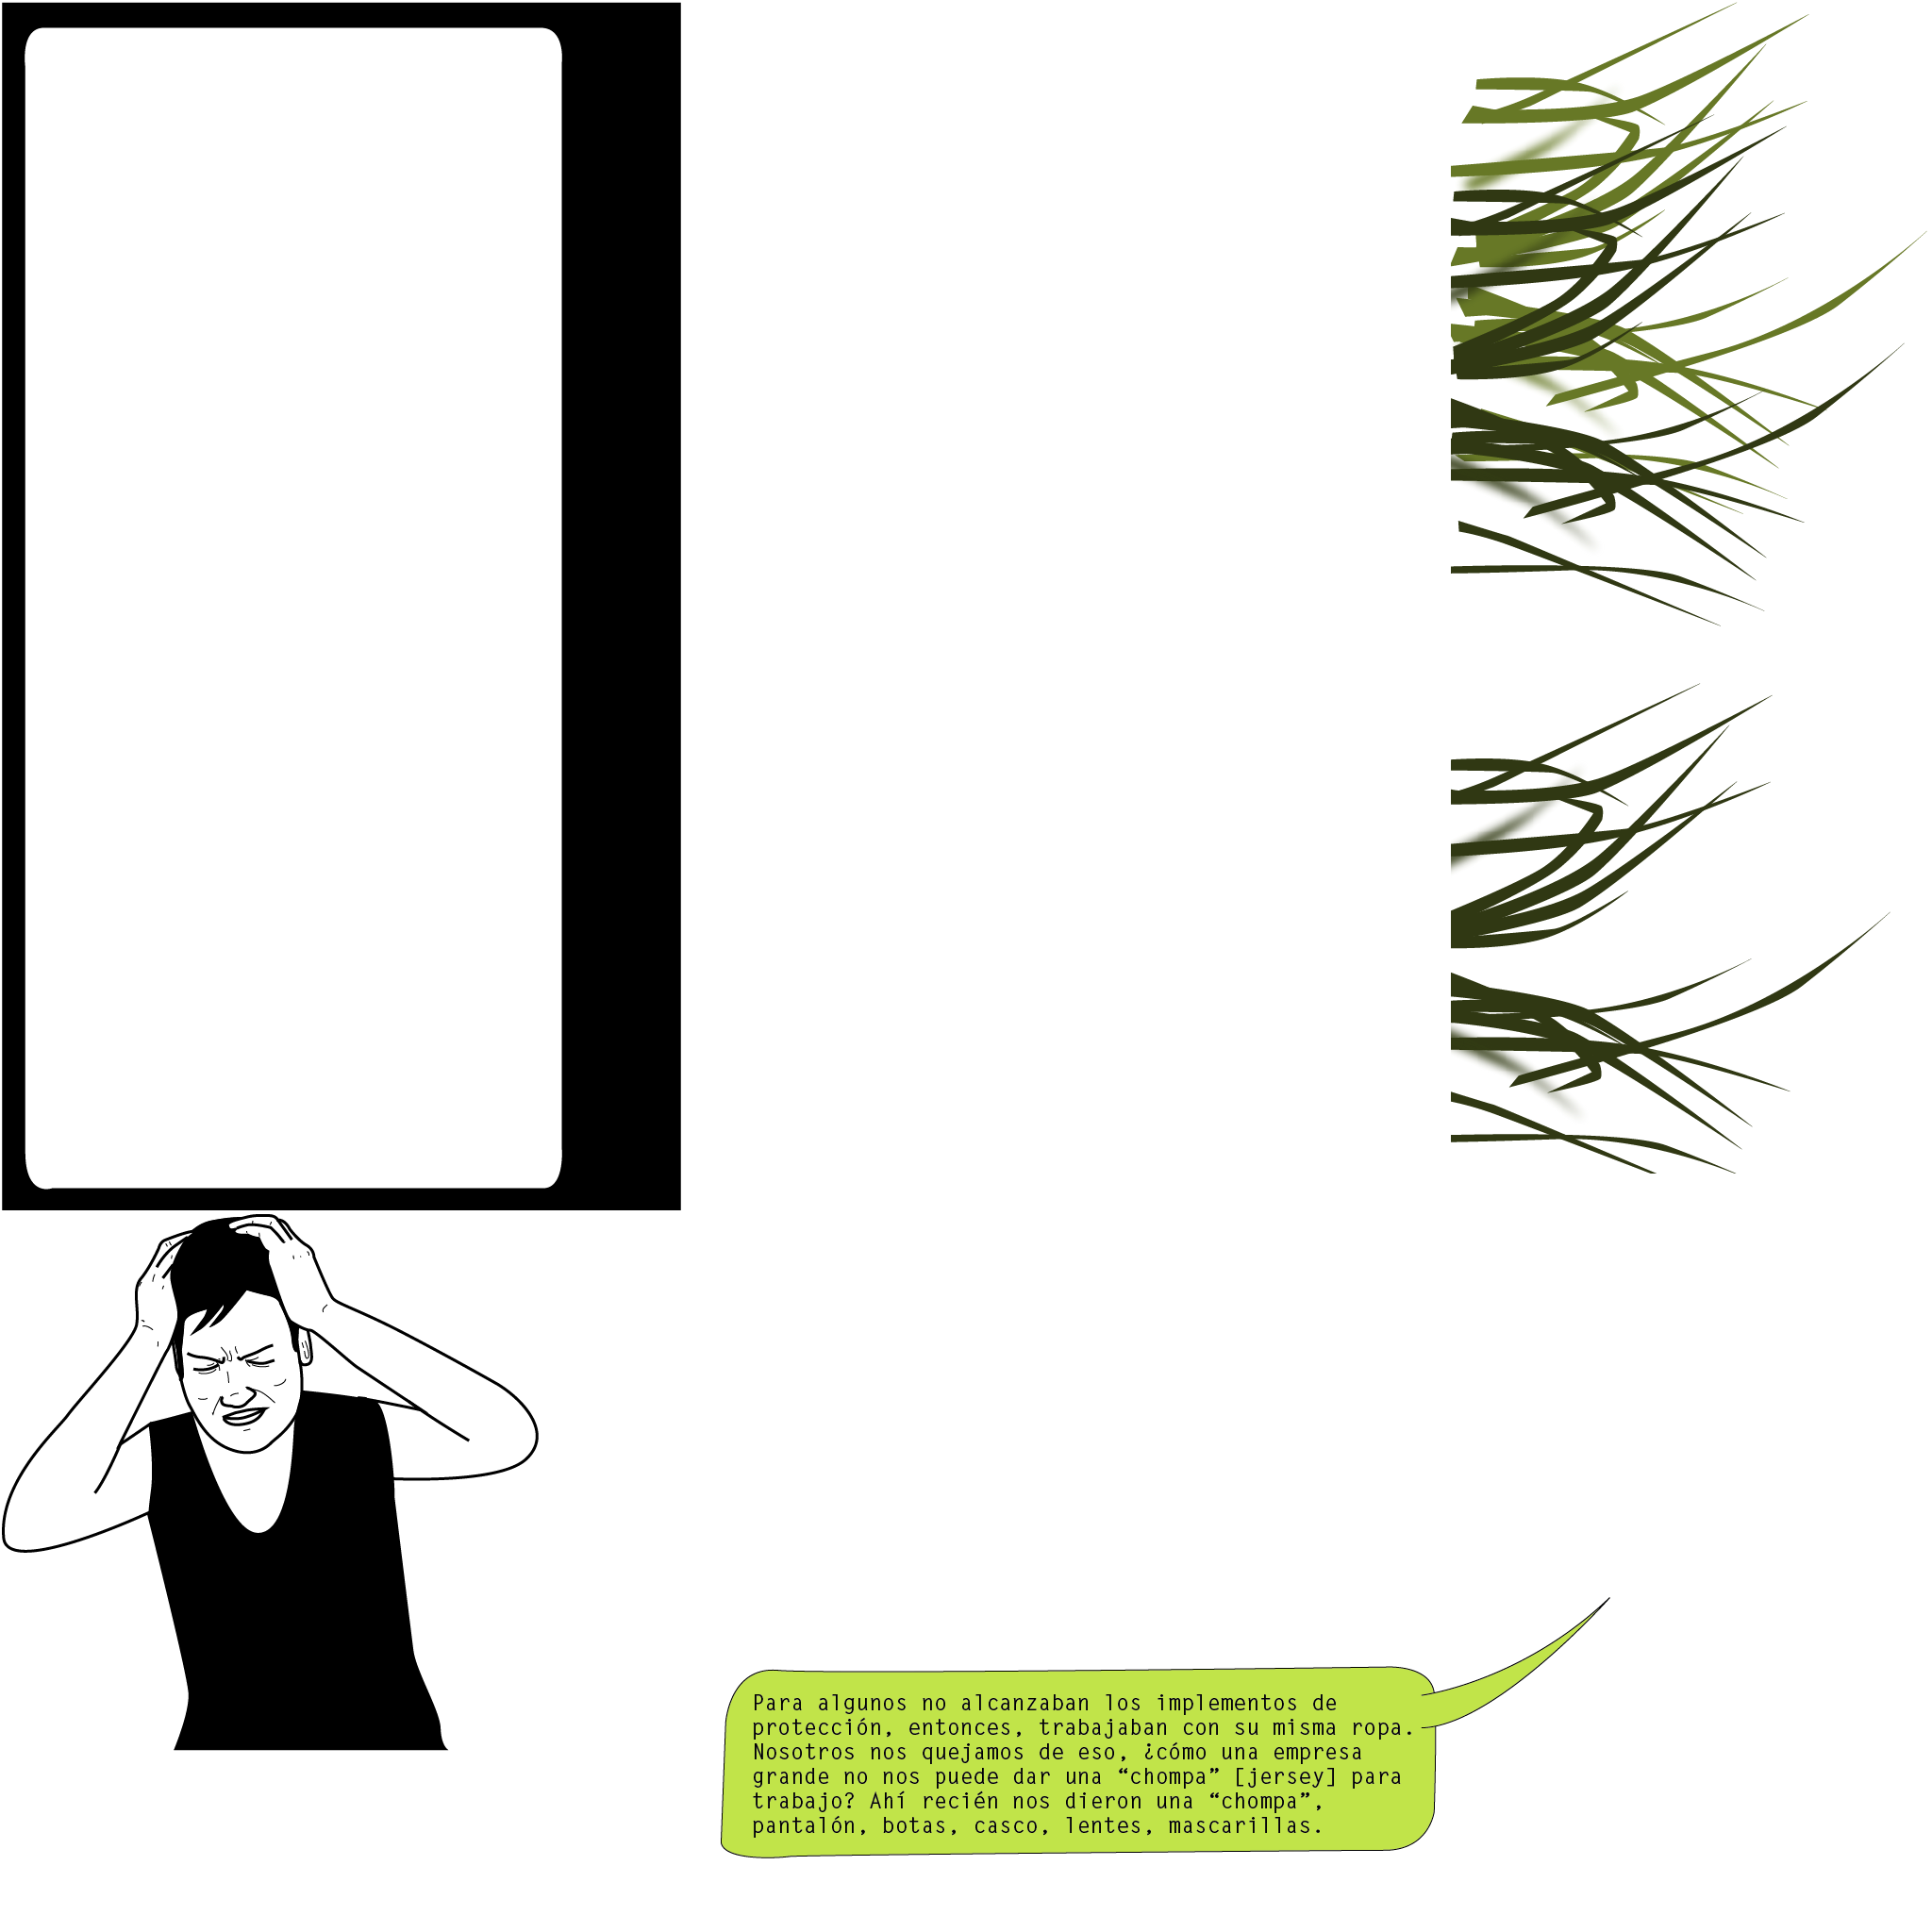 Para algunos no alcanzaban los implementos de
protección, entonces, trabajaban con su misma ropa.
Nosotros nos quejamos de eso, ¿cómo una empresa
grande no nos puede dar una “chompa” [jersey] para
trabajo? Ahí recién nos dieron una “chompa”,
pantalón, botas, casco, lentes, mascarillas.